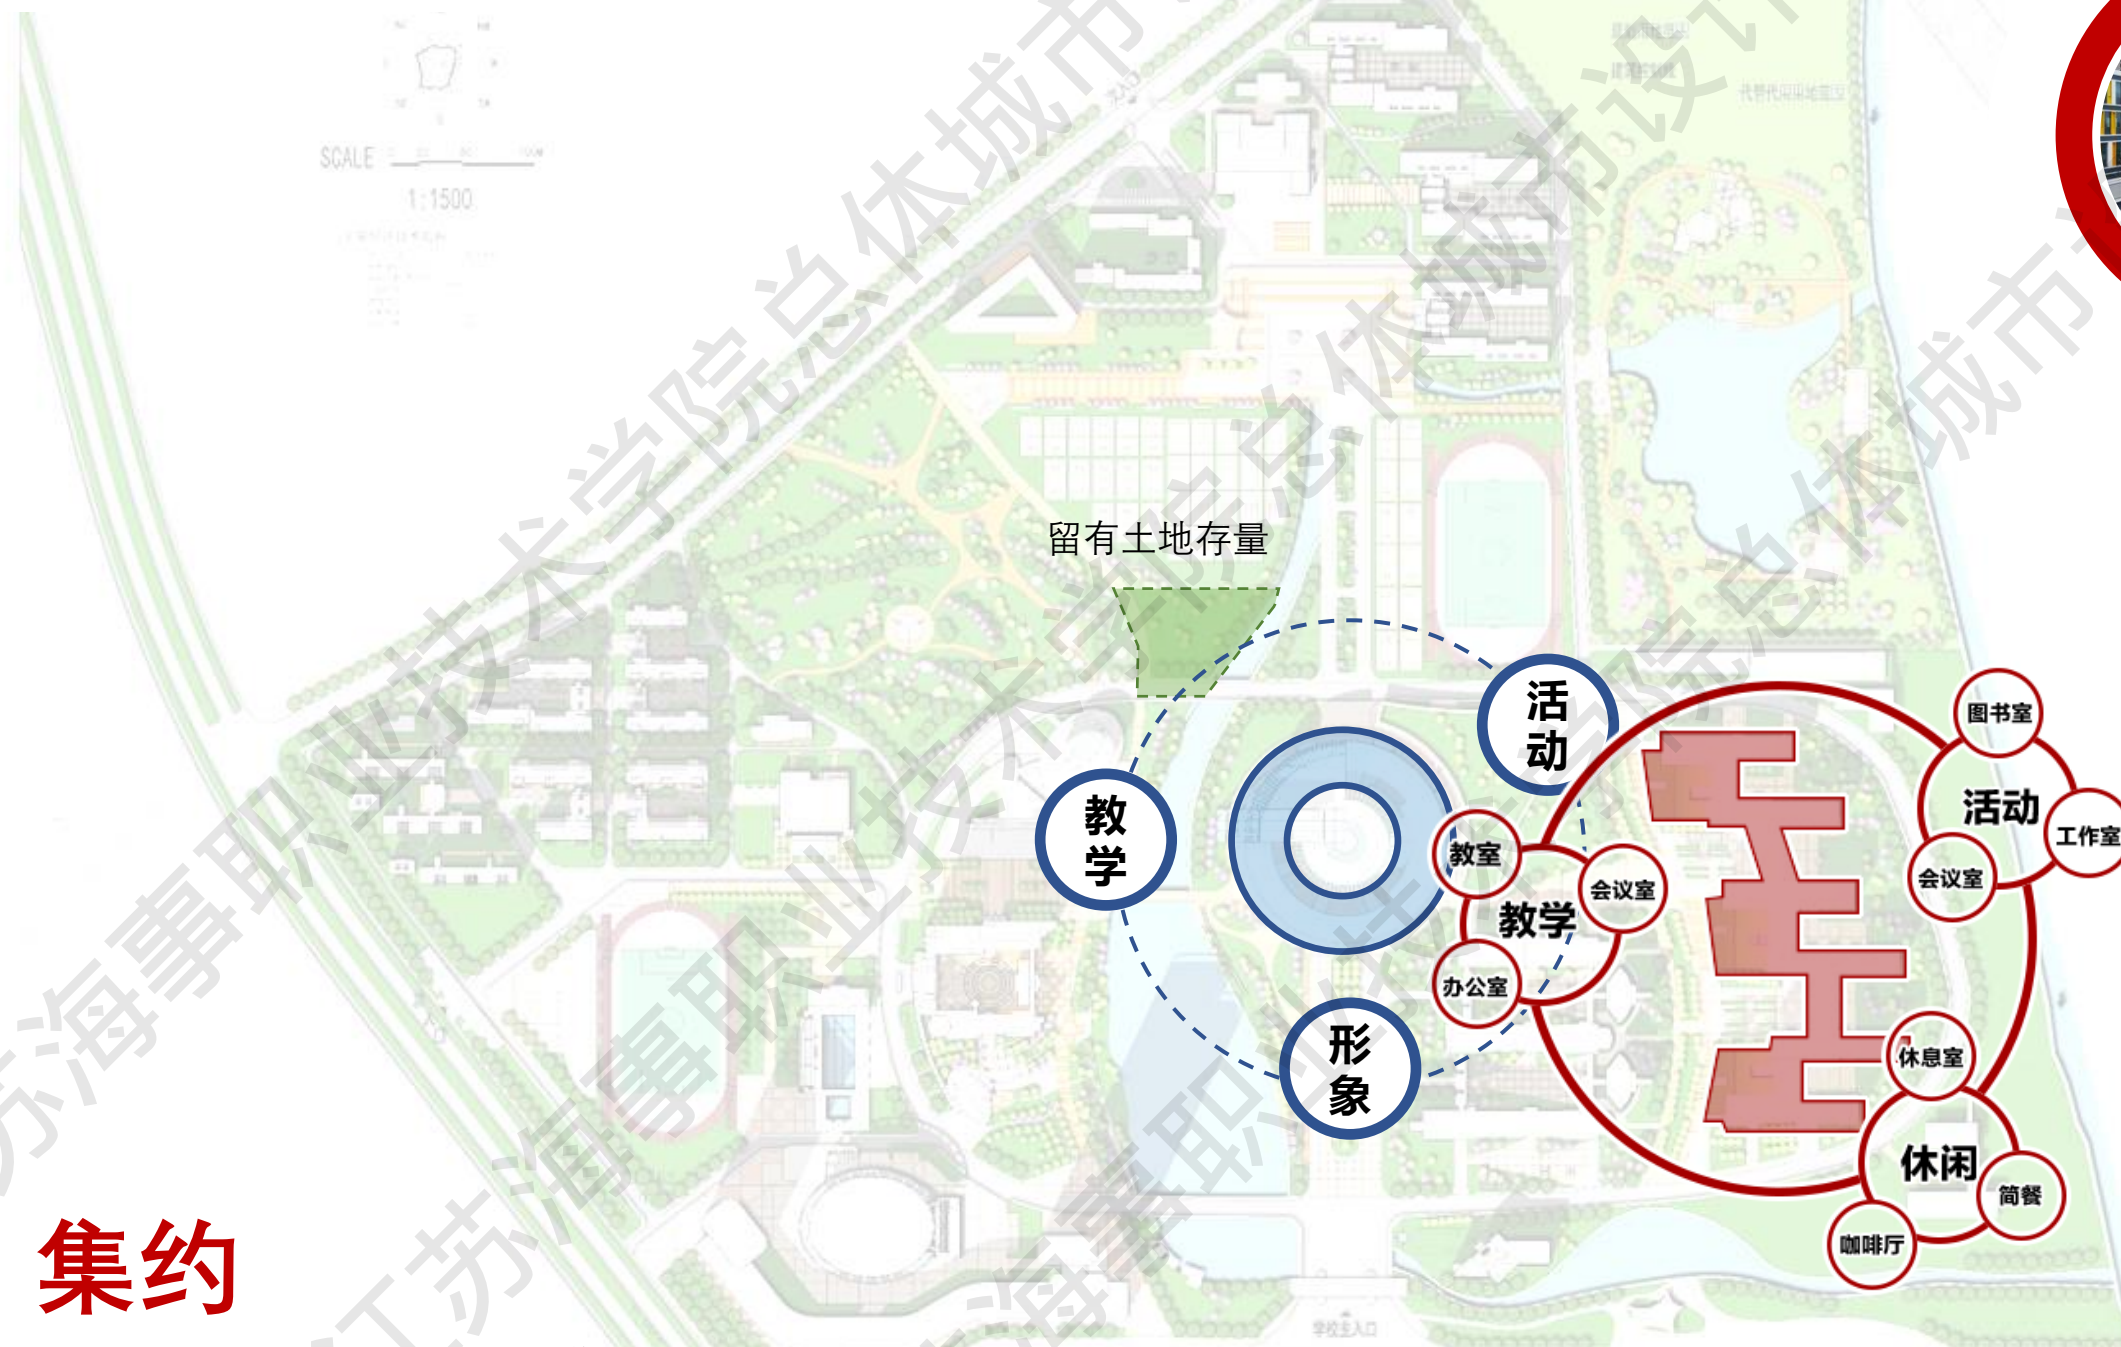 SCALE
1:1500
留有土地存量
活
动
教
学
形
象
图书室
活动
工作室
会议室
教室
会议室
教学
办公室
休息室
休闲
简餐
咖啡厅
集约
学校主入口
江苏海事职业技术学院总体城市设计